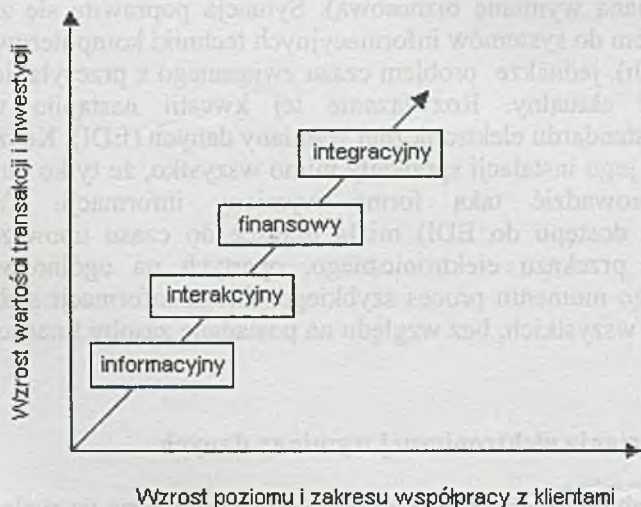 Wzrost wartości transakcji i inwestycji
integracyjny
finansowy
interakcyjny
informacyjny
Wzrost poziomu i zakresu współpracy z klientami